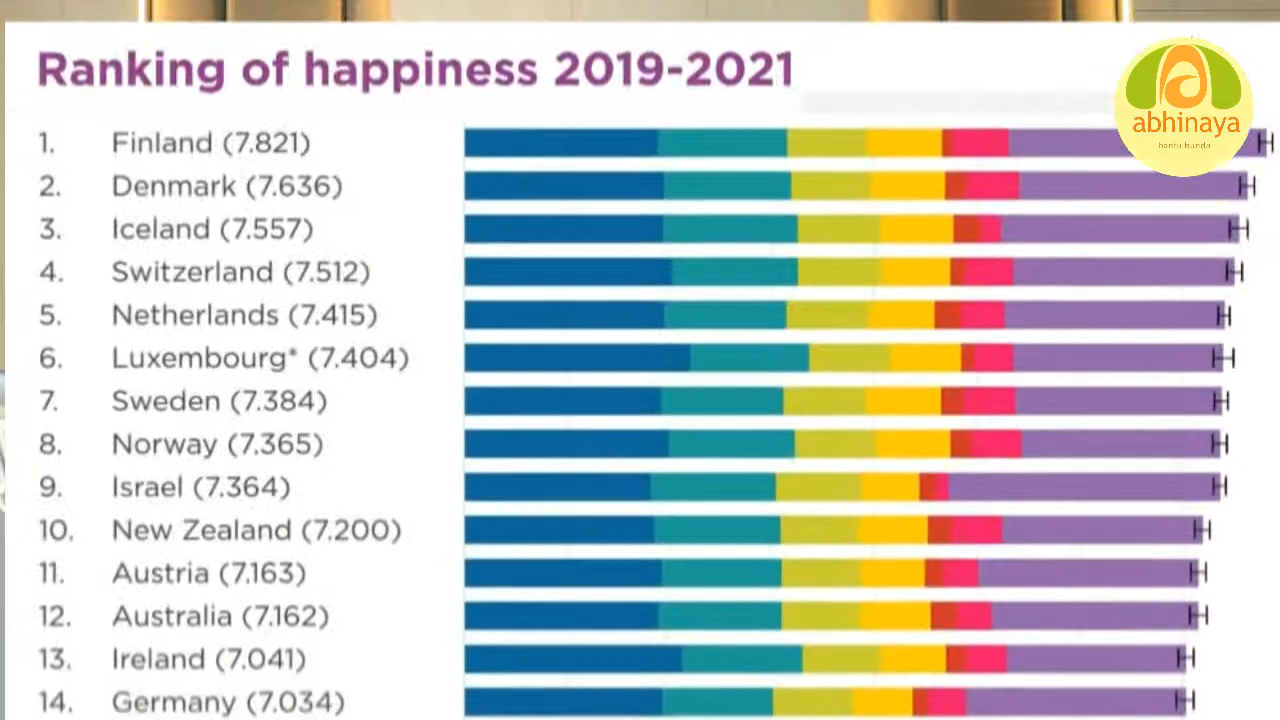 Ranking of happiness 2019-2021
abhinaya
bantu bunda
1. Finland (7.821)
2. Denmark (7.636)
3. Iceland (7.557)
4. Switzerland (7.512)
5. Netherlands (7.415)
6. Luxembourg* (7.404)
7. Sweden (7.384)
8. Norway (7.365)
9. Israel (7.364)
10. New Zealand (7.200)
11. Austria (7.163)
12. Australia (7.162)
13. Ireland (7.041)
14. Germany (7.034)